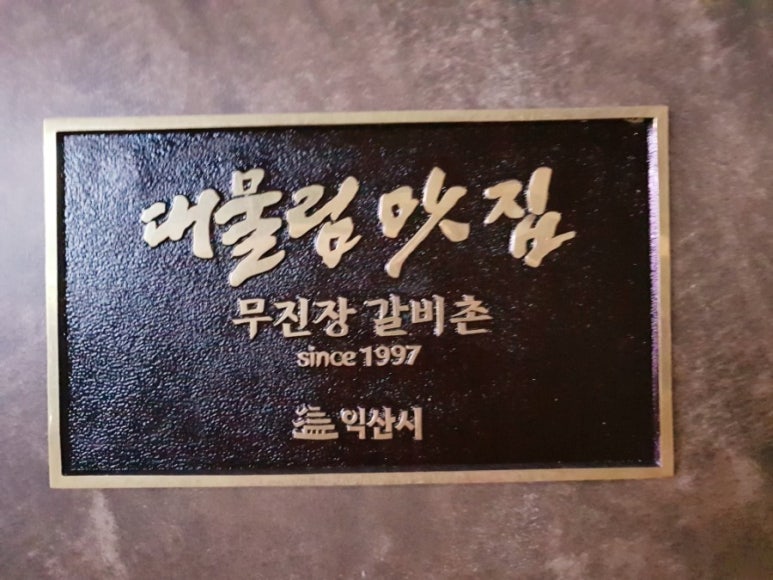 대물림 맛집
무진장 갈비촌
since 1997
익산시